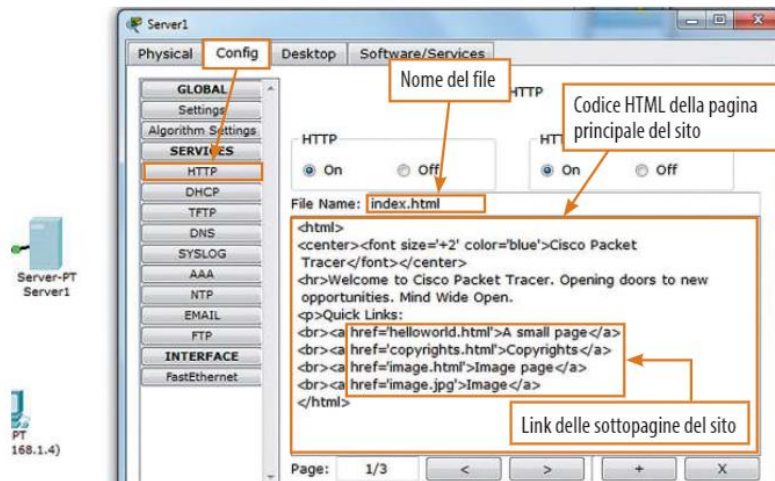 Server1
Physical Config Desktop Software/Services
Nome del file
HTTP
Codice HTML della pagina
principale del sito
GLOBAL
Settings
Algorithm Settings
SERVICES
HTTP
DHCP
TFTP
DNS
SYSLOG
AAA
NTP
EMAIL
FTP
INTERFACE
FastEthernet
HTTP
On Off
On Off
File Name: index.html
<html>
<center><font size='+2' color='blue'>Cisco Packet
Tracer</font></center>
<hr>Welcome to Cisco Packet Tracer. Opening doors to new
opportunities. Mind Wide Open.
<p>Quick Links:
<br><a href='helloworld.html'>A small page</a>
<br><a href='copyrights.html'>Copyrights</a>
<br><a href='image.html'>Image page</a>
<br><a href='image.jpg'>Image</a>
</html>
Link delle sottopagine del sito
Page: 1/3 < > + X
Server-PT
Server1
PT
168.1.4)